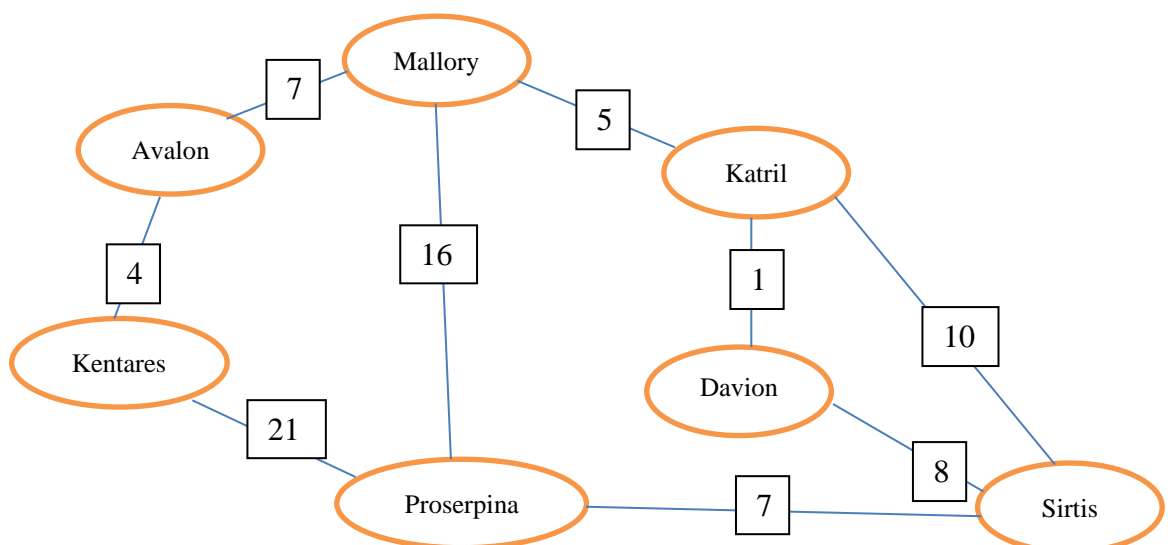 Mallory
7
5
Avalon
Katril
16
4
1
10
Kentares
Davion
21
8
Proserpina
7
Sirtis